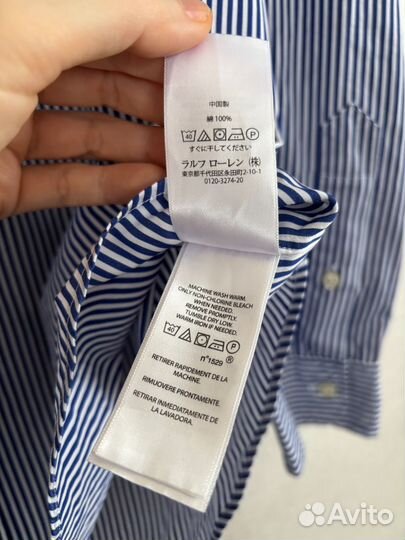 中国製
綿 100%
40 P
すぐに干してください
ラルフ ローレン (株)
東京都千代田区永田町2-10-1
0120-3274-20
MACHINE WASH WARM.
ONLY NON-CHLORINE BLEACH
WHEN NEEDED.
REMOVE PROMPTLY.
TUMBLE DRY LOW.
WARM IRON IF NEEDED.
40 P
n°1529 ®
RETIRER RAPIDEMENT DE LA
MACHINE.
RIMUOVERE PRONTAMENTE.
RETIRAR INMEDIATAMENTE DE
LA LAVADORA.
Avito